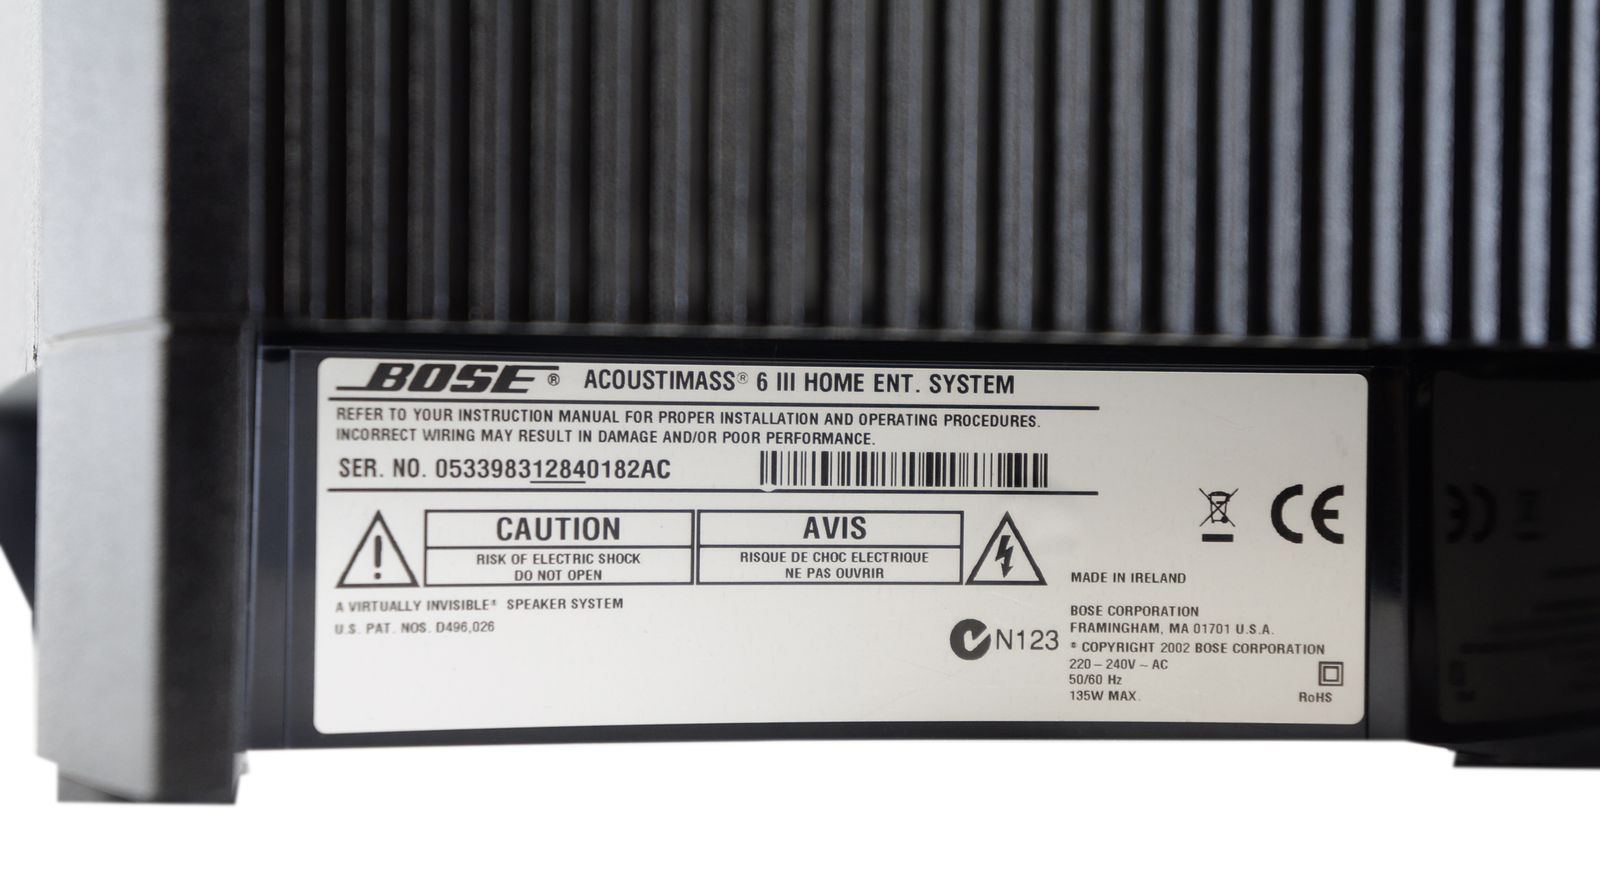 BOSE® ACOUSTIMASS® 6 III HOME ENT. SYSTEM
REFER TO YOUR INSTRUCTION MANUAL FOR PROPER INSTALLATION AND OPERATING PROCEDURES.
INCORRECT WIRING MAY RESULT IN DAMAGE AND/OR POOR PERFORMANCE.
SER. NO. 053398312840182AC
CAUTION
RISK OF ELECTRIC SHOCK
DO NOT OPEN
AVIS
RISQUE DE CHOC ELECTRIQUE
NE PAS OUVRIR
CE
A VIRTUALLY INVISIBLE® SPEAKER SYSTEM
U.S. PAT. NOS. D496,026
N123
MADE IN IRELAND
BOSE CORPORATION
FRAMINGHAM, MA 01701 U.S.A.
© COPYRIGHT 2002 BOSE CORPORATION
220 – 240V ~ AC
50/60 Hz
135W MAX.
RoHS